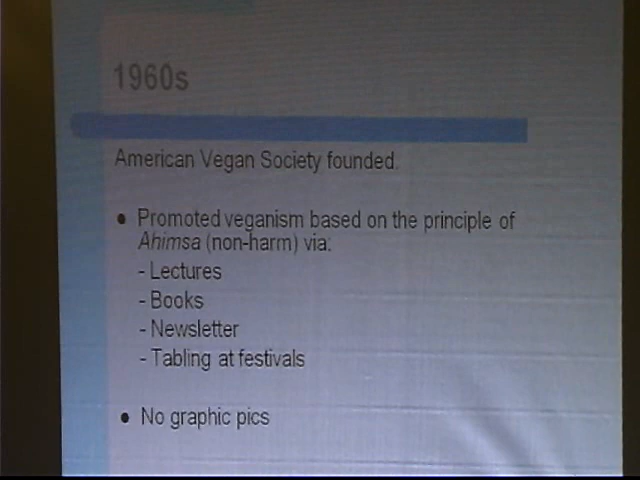 1960s
American Vegan Society founded.
● Promoted veganism based on the principle of
Ahimsa (non-harm) via:
- Lectures
- Books
- Newsletter
- Tabling at festivals
● No graphic pics